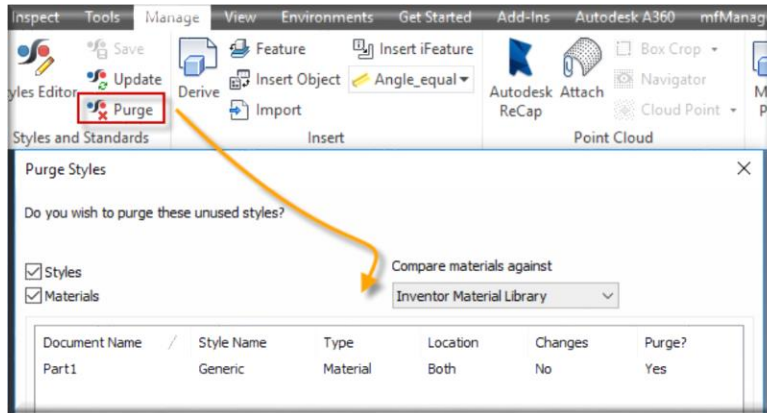 Inspect Tools Manage View Environments Get Started Add-Ins Autodesk A360 mfManag
Save Feature Insert iFeature Box Crop
Update Insert Object Angle_equal Navigator
yles Editor Derive Autodesk ReCap Attach M
Purge Import Cloud Point P
Styles and Standards Insert Point Cloud
Purge Styles
Do you wish to purge these unused styles?
Styles Compare materials against
Materials Inventor Material Library
Document Name / Style Name Type Location Changes Purge?
Part1 Generic Material Both No Yes